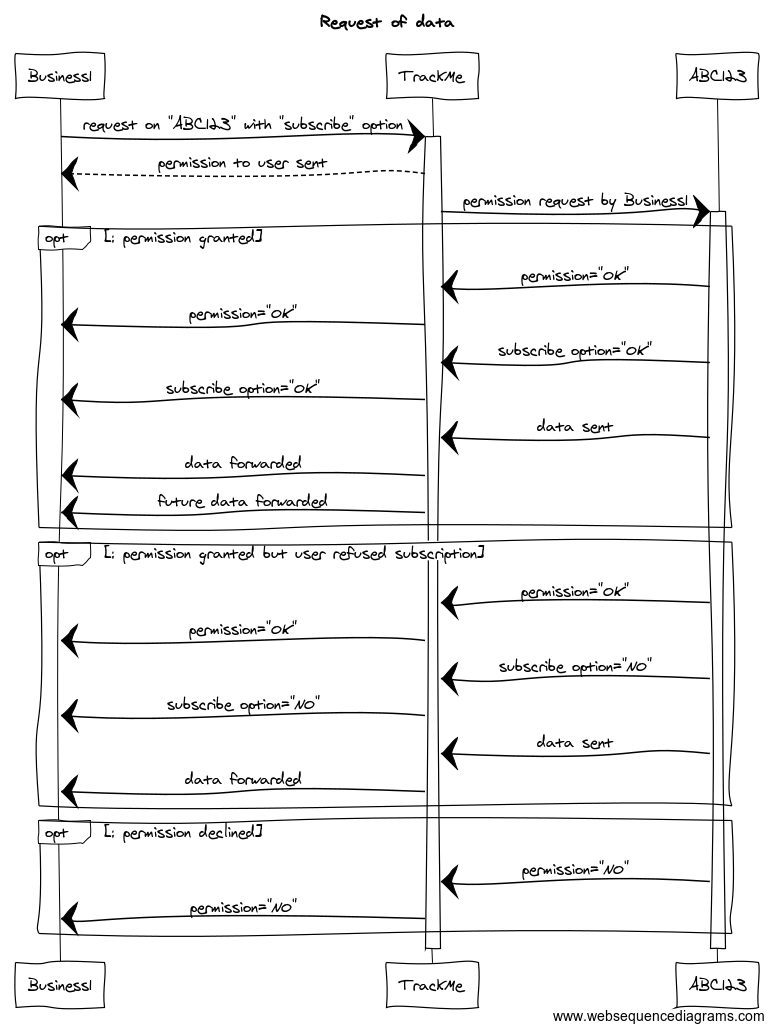 Request of data
Business1
TrackMe
ABC123
request on "ABC123" with "subscribe" option
permission to user sent
permission request by Business1
opt
[: permission granted]
permission="OK"
permission="OK"
subscribe option="OK"
subscribe option="OK"
data sent
data forwarded
future data forwarded
opt
[: permission granted but user refused subscription]
permission="OK"
permission="OK"
subscribe option="NO"
subscribe option="NO"
data sent
data forwarded
opt
[: permission declined]
permission="NO"
permission="NO"
Business1
TrackMe
ABC123
www.websequencediagrams.com